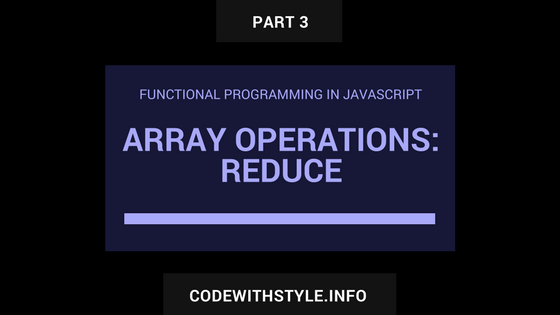 PART 3
FUNCTIONAL PROGRAMMING IN JAVASCRIPT
ARRAY OPERATIONS:
REDUCE
CODEWITHSTYLE.INFO